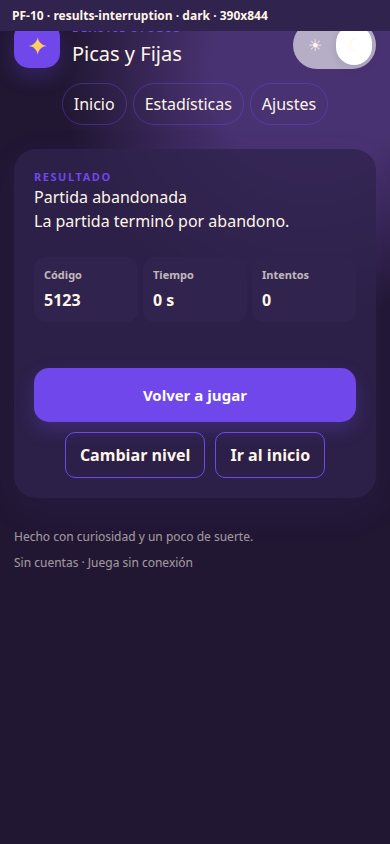 PF-10 · results-interruption · dark · 390x844
Picas y Fijas
Inicio
Estadísticas
Ajustes
RESULTADO
Partida abandonada
La partida terminó por abandono.
Código
Tiempo
Intentos
5123
0 s
0
Volver a jugar
Cambiar nivel
Ir al inicio
Hecho con curiosidad y un poco de suerte.
Sin cuentas · Juega sin conexión